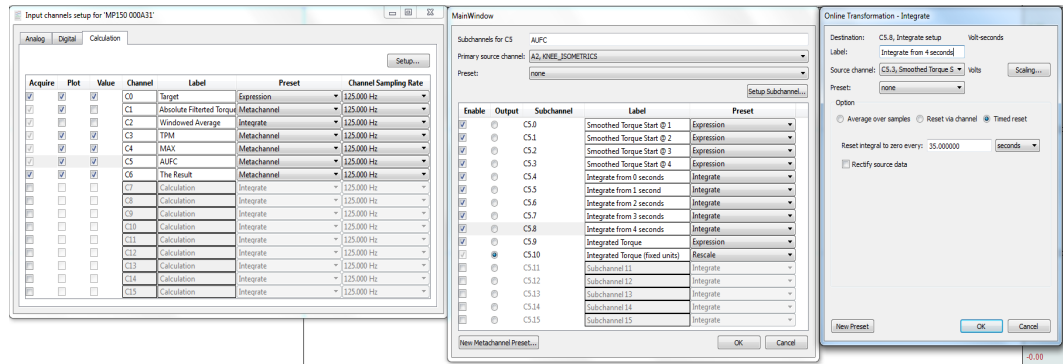 Input channels setup for 'MP150 000A31'
Analog Digital Calculation
Setup...
Acquire Plot Value Channel Label Preset Channel Sampling Rate
C0 Target Expression 125.000 Hz
C1 Absolute Filterted Torque Metachannel 125.000 Hz
C2 Windowed Average Integrate 125.000 Hz
C3 TPM Metachannel 125.000 Hz
C4 MAX Metachannel 125.000 Hz
C5 AUFC Metachannel 125.000 Hz
C6 The Result Metachannel 125.000 Hz
C7 Calculation Integrate 125.000 Hz
C8 Calculation Integrate 125.000 Hz
C9 Calculation Integrate 125.000 Hz
C10 Calculation Integrate 125.000 Hz
C11 Calculation Integrate 125.000 Hz
C12 Calculation Integrate 125.000 Hz
C13 Calculation Integrate 125.000 Hz
C14 Calculation Integrate 125.000 Hz
C15 Calculation Integrate 125.000 Hz
MainWindow
Subchannels for C5 AUFC
Primary source channel: A2, KNEE_ISOMETRICS
Preset: none
Setup Subchannel...
Enable Output Subchannel Label Preset
C5.0 Smoothed Torque Start @ 1 Expression
C5.1 Smoothed Torque Start @ 2 Expression
C5.2 Smoothed Torque Start @ 3 Expression
C5.3 Smoothed Torque Start @ 4 Expression
C5.4 Integrate from 0 seconds Integrate
C5.5 Integrate from 1 second Integrate
C5.6 Integrate from 2 seconds Integrate
C5.7 Integrate from 3 seconds Integrate
C5.8 Integrate from 4 seconds Integrate
C5.9 Integrated Torque Expression
C5.10 Integrated Torque (fixed units) Rescale
C5.11 Subchannel 11 Integrate
C5.12 Subchannel 12 Integrate
C5.13 Subchannel 13 Integrate
C5.14 Subchannel 14 Integrate
C5.15 Subchannel 15 Integrate
New Metachannel Preset... OK Cancel
Online Transformation - Integrate
Destination: C5.8, Integrate setup Volt-seconds
Label: Integrate from 4 seconds
Source channel: C5.3, Smoothed Torque S Volts Scaling...
Preset: none
Option
Average over samples Reset via channel Timed reset
Reset integral to zero every: 35.000000 seconds
Rectify source data
New Preset OK Cancel
-0.00